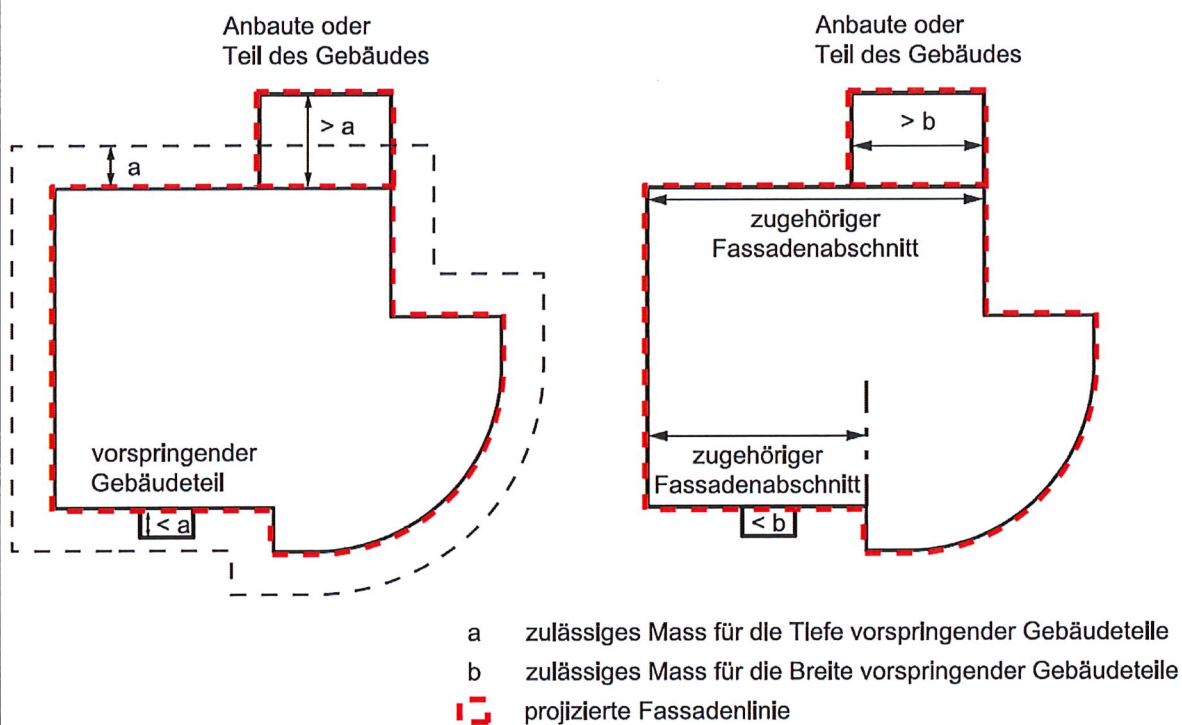 Anbaute oder
Teil des Gebäudes
> a
a
vorspringender
Gebäudeteil
< a
Anbaute oder
Teil des Gebäudes
> b
zugehöriger
Fassadenabschnitt
zugehöriger
Fassadenabschnitt
< b
a zulässiges Mass für die Tiefe vorspringender Gebäudeteile
b zulässiges Mass für die Breite vorspringender Gebäudeteile
projizierte Fassadenlinie